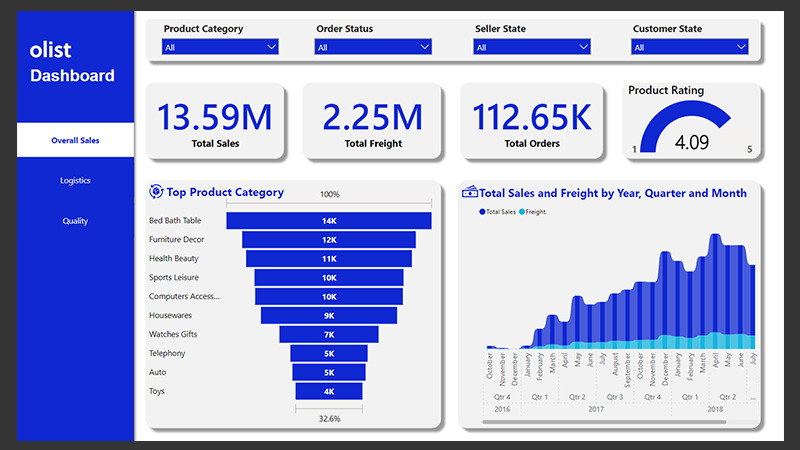 olist
Dashboard
Overall Sales
Logistics
Quality
Product Category
All
Order Status
All
Seller State
All
Customer State
All
13.59M
Total Sales
2.25M
Total Freight
112.65K
Total Orders
Product Rating
4.09
1
5
Top Product Category
100%
Bed Bath Table 14K
Furniture Decor 12K
Health Beauty 11K
Sports Leisure 10K
Computers Access... 10K
Housewares 9K
Watches Gifts 7K
Telephony 5K
Auto 5K
Toys 4K
32.6%
Total Sales and Freight by Year, Quarter and Month
Total Sales Freight
October
November
December
January
February
March
April
May
June
July
August
September
October
November
December
January
February
March
April
May
June
July
Qtr 4 Qtr 1 Qtr 2 Qtr 3 Qtr 4 Qtr 1 Qtr 2 ...
2016 2017 2018